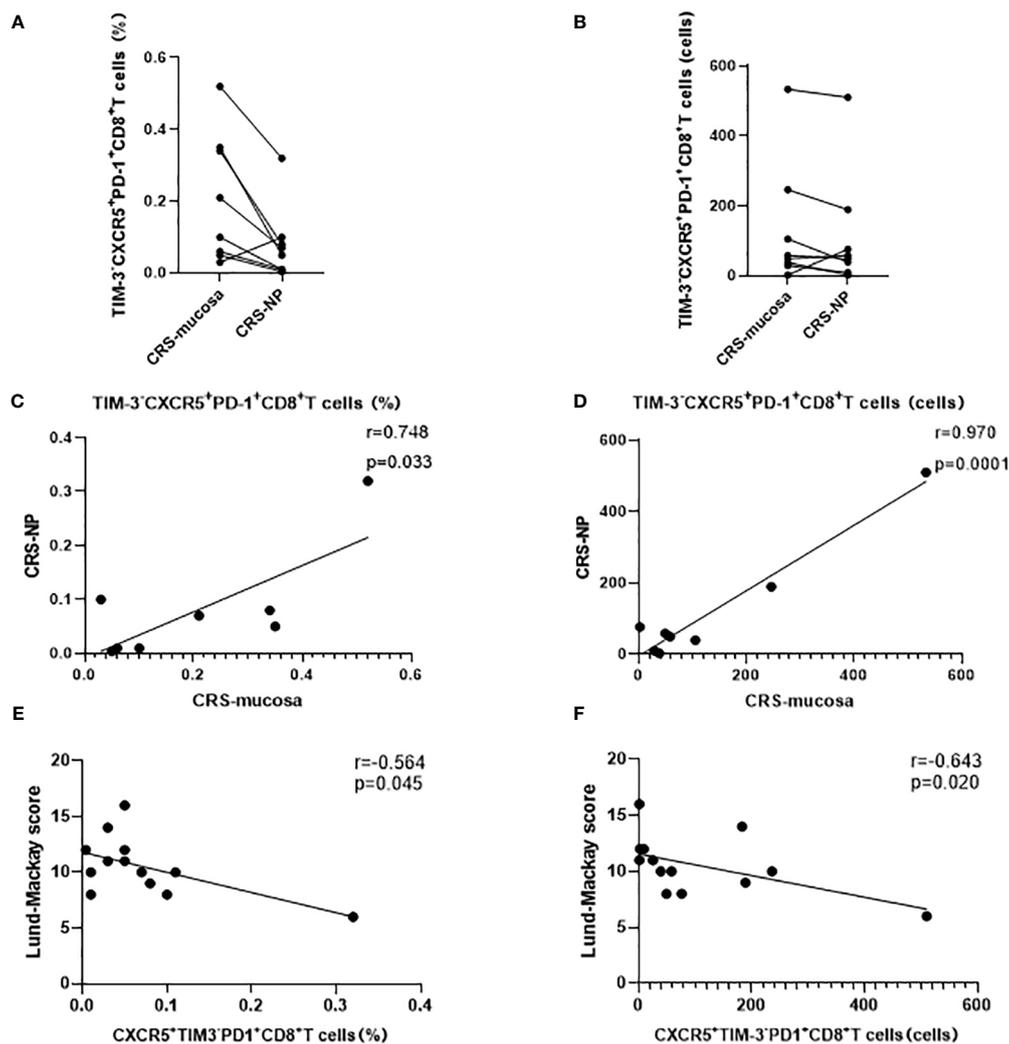 A
TIM-3⁻CXCR5⁺PD-1⁺CD8⁺T cells (%)
0.6
0.4
0.2
0.0
CRS-mucosa
CRS-NP
B
TIM-3⁻CXCR5⁺PD-1⁺CD8⁺T cells (cells)
600
400
200
0
CRS-mucosa
CRS-NP
C
TIM-3⁻CXCR5⁺PD-1⁺CD8⁺T cells (%)
r=0.748
p=0.033
CRS-NP
0.4
0.3
0.2
0.1
0.0
0.0 0.2 0.4 0.6
CRS-mucosa
D
TIM-3⁻CXCR5⁺PD-1⁺CD8⁺T cells (cells)
r=0.970
p=0.0001
CRS-NP
600
400
200
0
0 200 400 600
CRS-mucosa
E
r=-0.564
p=0.045
Lund-Mackay score
20
15
10
5
0
0.0 0.1 0.2 0.3 0.4
CXCR5⁺TIM3⁻PD1⁺CD8⁺T cells(%)
F
r=-0.643
p=0.020
Lund-Mackay score
20
15
10
5
0
0 200 400 600
CXCR5⁺TIM-3⁻PD1⁺CD8⁺T cells(cells)